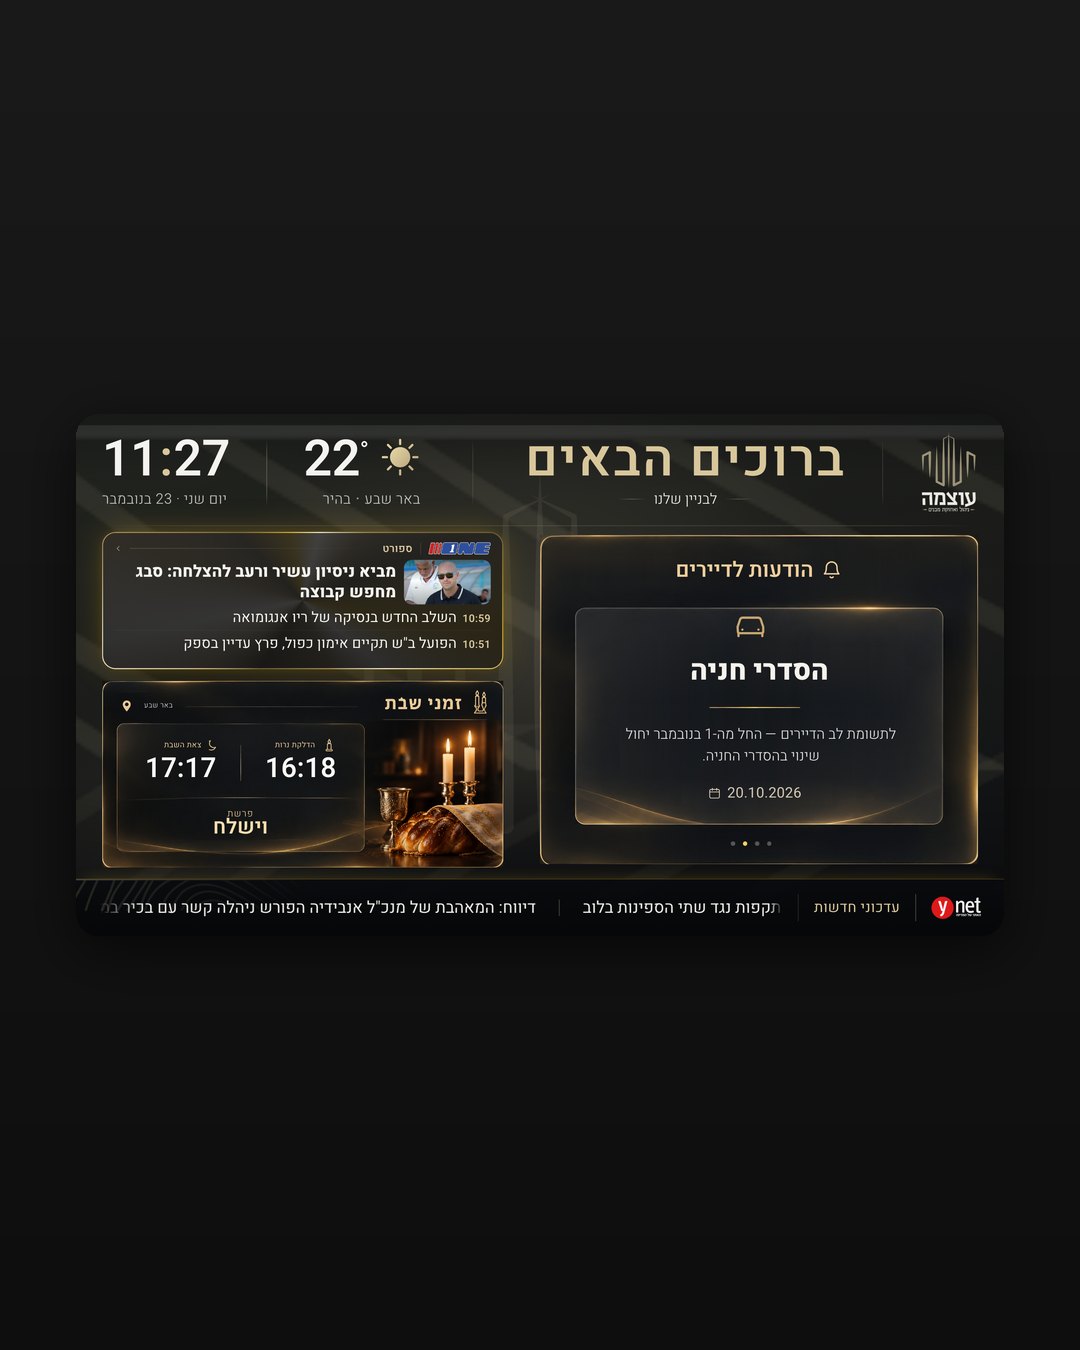 עוצמה
ברוכים הבאים
לבניין שלנו
22°
באר שבע · בהיר
11:27
יום שני · 23 בנובמבר
הודעות לדיירים
הסדרי חניה
לתשומת לב הדיירים – החל מה-1 בנובמבר יחול
שינוי בהסדרי החניה.
20.10.2026
ONE
ספורט
מביא ניסיון עשיר ורעב להצלחה: סבג
מחפש קבוצה
10:59 השלב החדש בנסיקה של ריו אנגומואה
10:51 הפועל ב"ש תקיים אימון כפול, פרץ עדיין בספק
זמני שבת
באר שבע
הדלקת נרות
16:18
צאת השבת
17:17
פרשת
וישלח
ynet
עדכוני חדשות
תקפות נגד שתי הספינות בלוב
דיווח: המאהבת של מנכ"ל אנבידיה הפורש ניהלה קשר עם בכיר